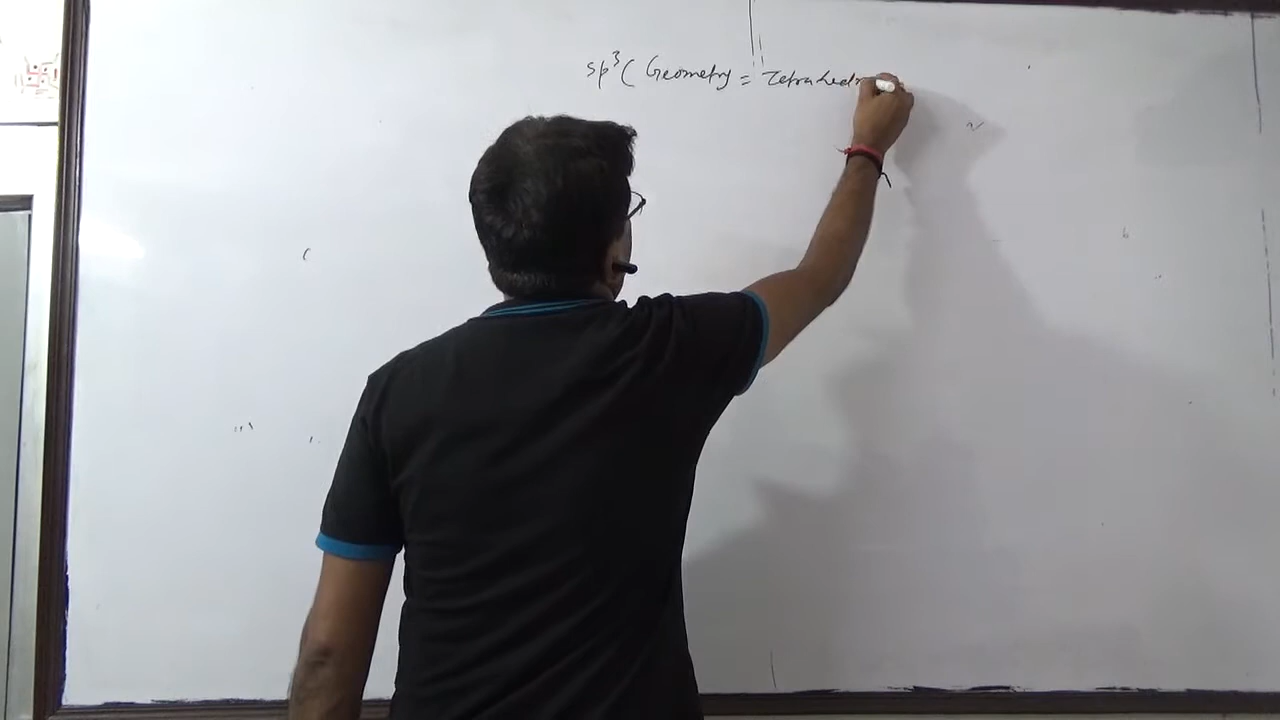 sp³ ( Geometry = Tetrahedr